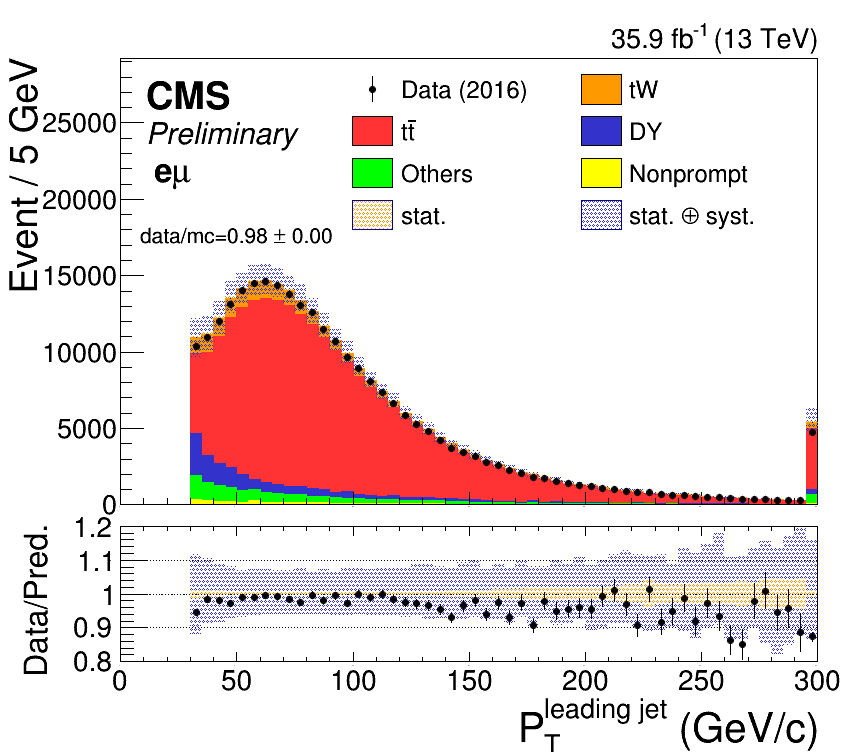 35.9 fb⁻¹ (13 TeV)
Event / 5 GeV
CMS
Preliminary
eμ
Data (2016)
tW
tt̄
DY
Others
Nonprompt
stat.
stat. ⊕ syst.
data/mc=0.98 ± 0.00
25000
20000
15000
10000
5000
0
Data/Pred.
1.2
1.1
1
0.9
0.8
0 50 100 150 200 250 300
P_T^leading jet (GeV/c)